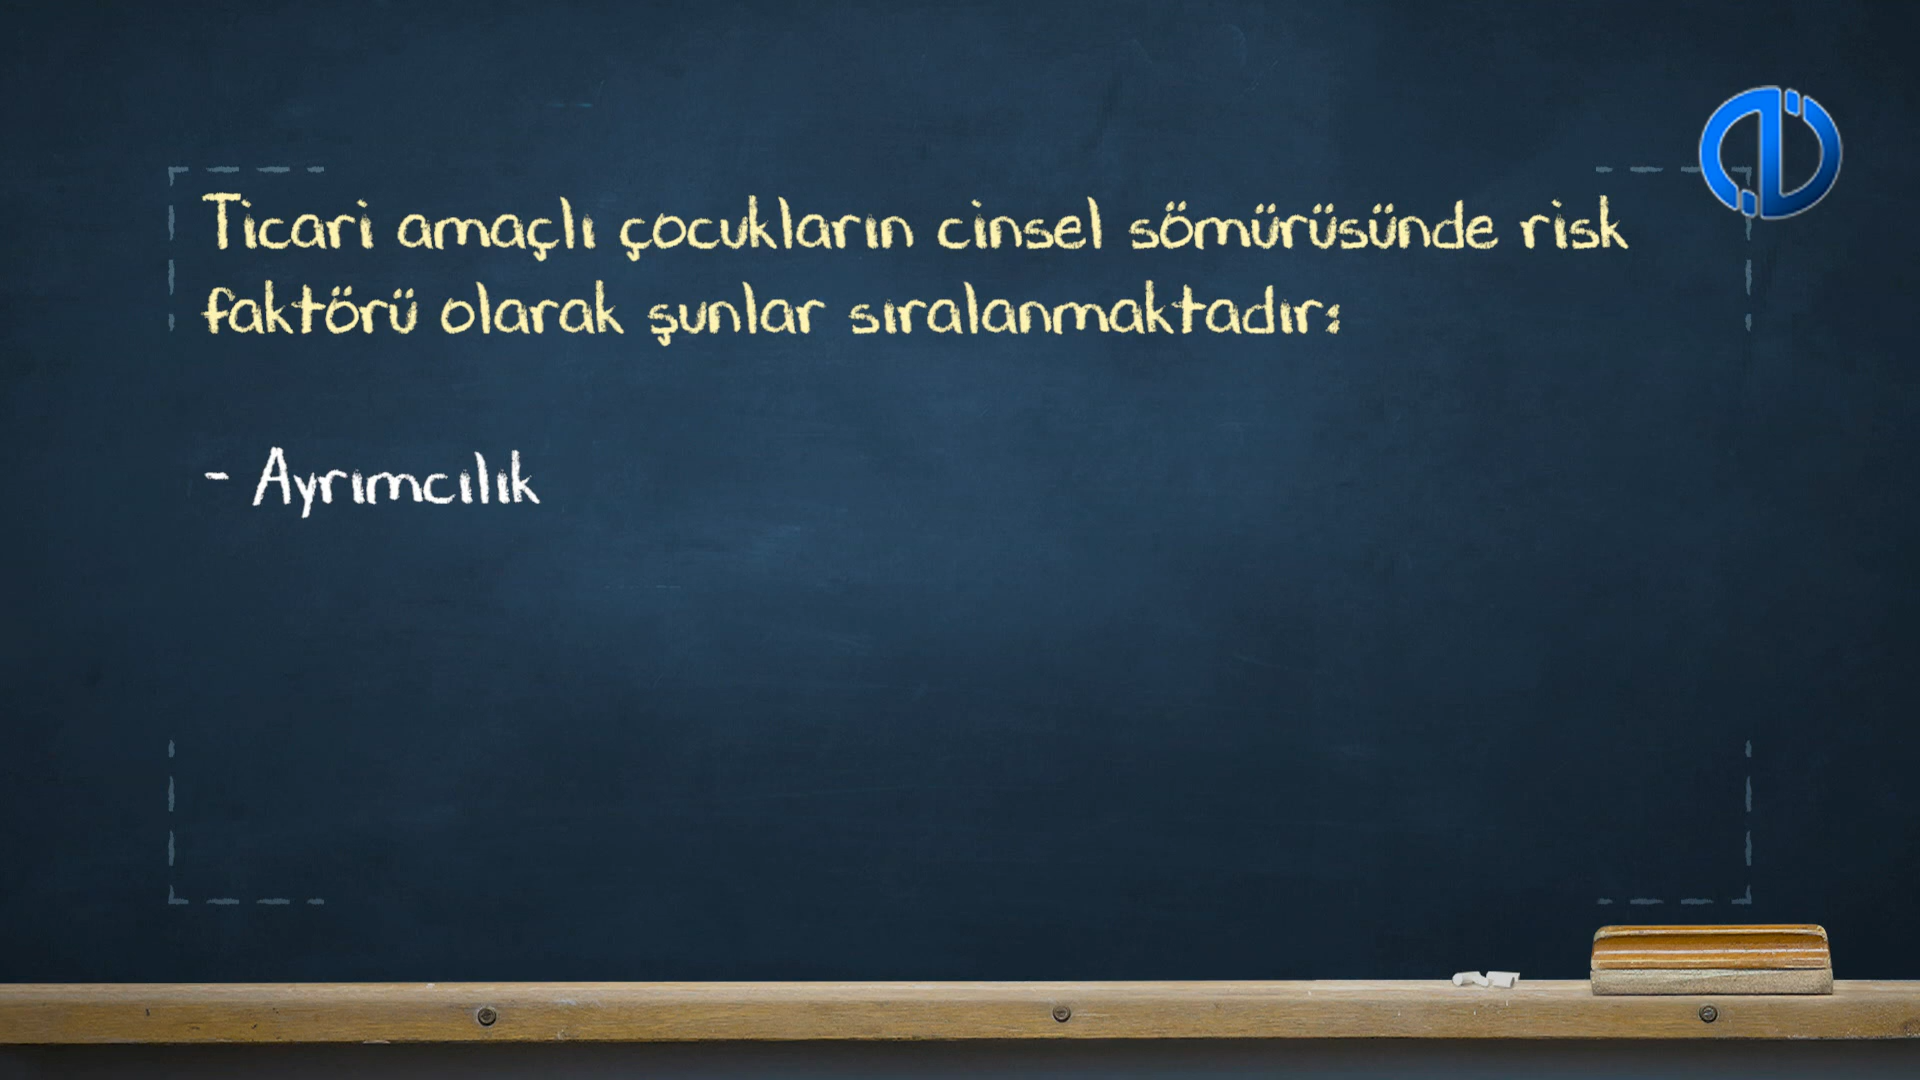 Ticari amaçlı çocukların cinsel sömürüsünde risk
faktörü olarak şunlar sıralanmaktadır:
- Ayrımcılık